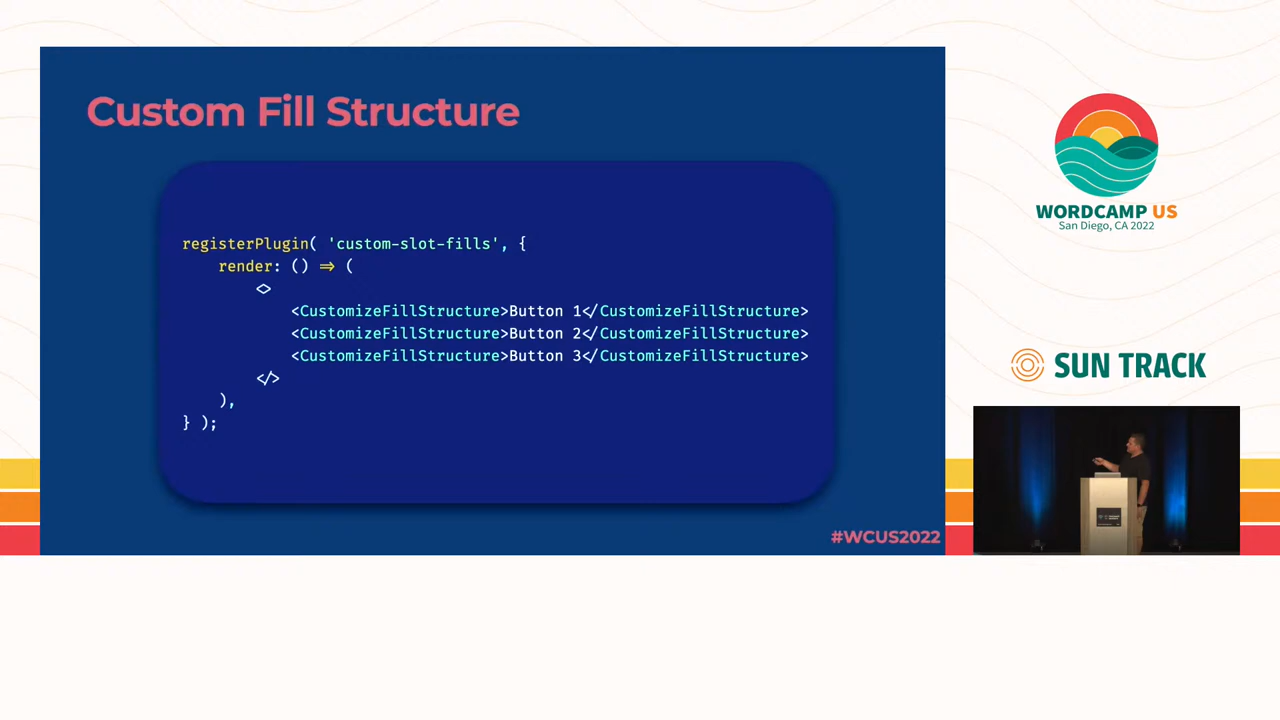 Custom Fill Structure
registerPlugin( 'custom-slot-fills', {
render: () => (
<>
<CustomizeFillStructure>Button 1</CustomizeFillStructure>
<CustomizeFillStructure>Button 2</CustomizeFillStructure>
<CustomizeFillStructure>Button 3</CustomizeFillStructure>
</>
),
} );
#WCUS2022
WORDCAMP US
San Diego, CA 2022
SUN TRACK